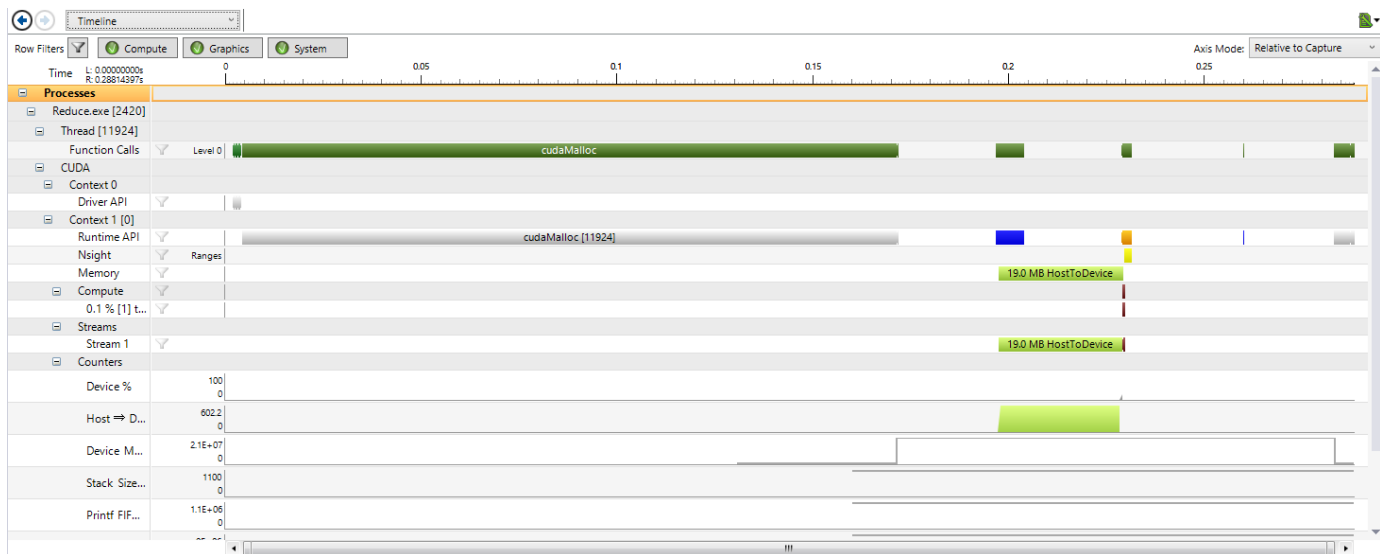 Timeline
Row Filters Compute Graphics System Axis Mode: Relative to Capture
Time L: 0.00000000s
R: 0.28814397s
0 0.05 0.1 0.15 0.2 0.25
Processes
Reduce.exe [2420]
Thread [11924]
Function Calls Level 0 cudaMalloc
CUDA
Context 0
Driver API
Context 1 [0]
Runtime API cudaMalloc [11924]
Nsight Ranges
Memory 19.0 MB HostToDevice
Compute
0.1 % [1] t...
Streams
Stream 1 19.0 MB HostToDevice
Counters
Device % 100
0
Host ⇒ D... 602.2
0
Device M... 2.1E+07
0
Stack Size... 1100
0
Printf FIF... 1.1E+06
0